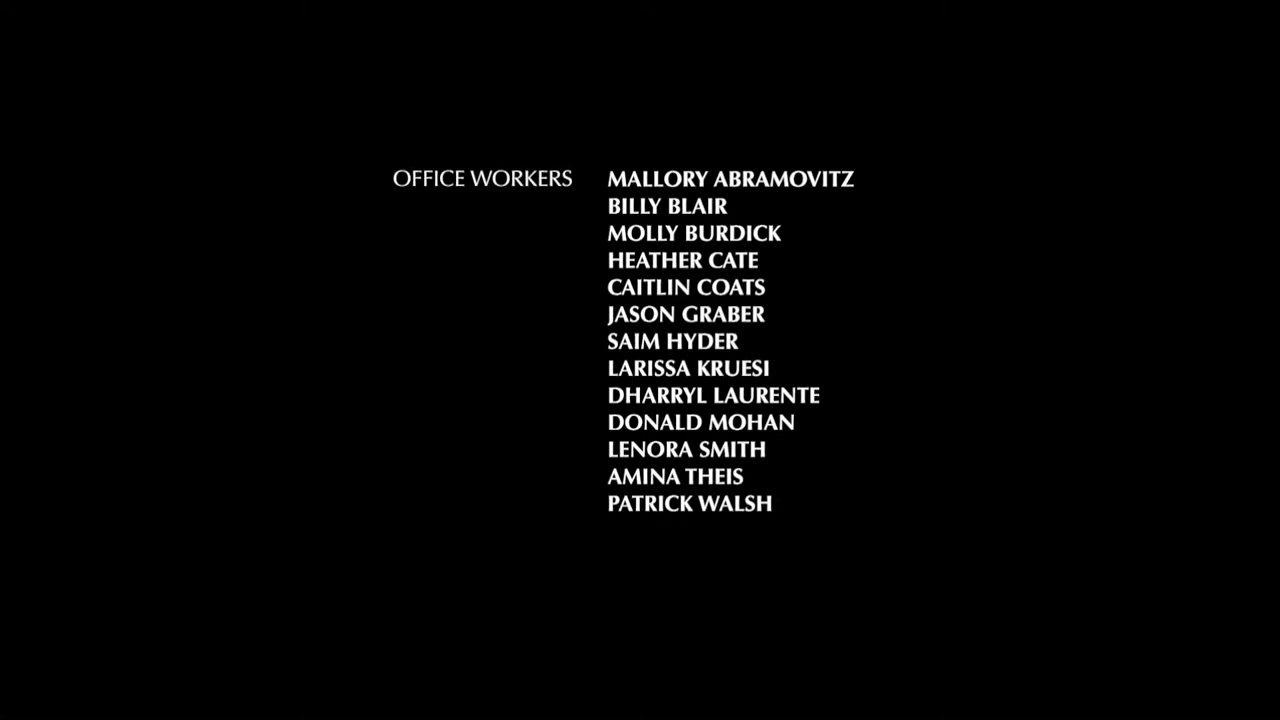 OFFICE WORKERS MALLORY ABRAMOVITZ
BILLY BLAIR
MOLLY BURDICK
HEATHER CATE
CAITLIN COATS
JASON GRABER
SAIM HYDER
LARISSA KRUESI
DHARRYL LAURENTE
DONALD MOHAN
LENORA SMITH
AMINA THEIS
PATRICK WALSH